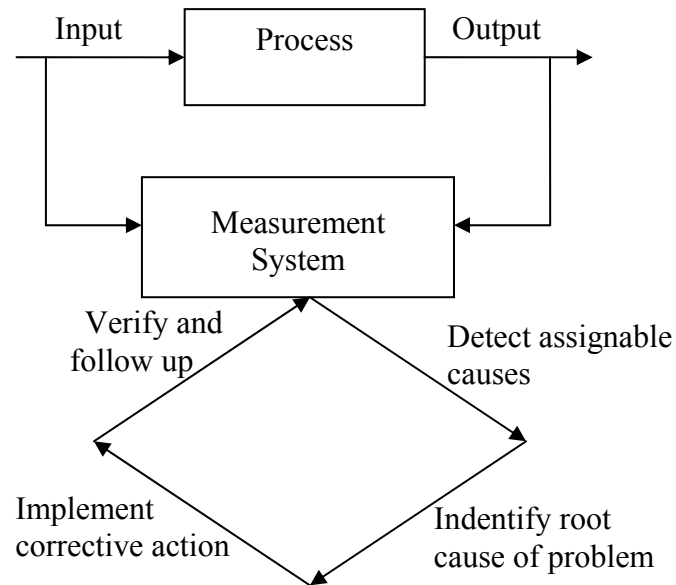 Input
Process
Output
Measurement
System
Verify and
follow up
Detect assignable
causes
Implement
corrective action
Indentify root
cause of problem